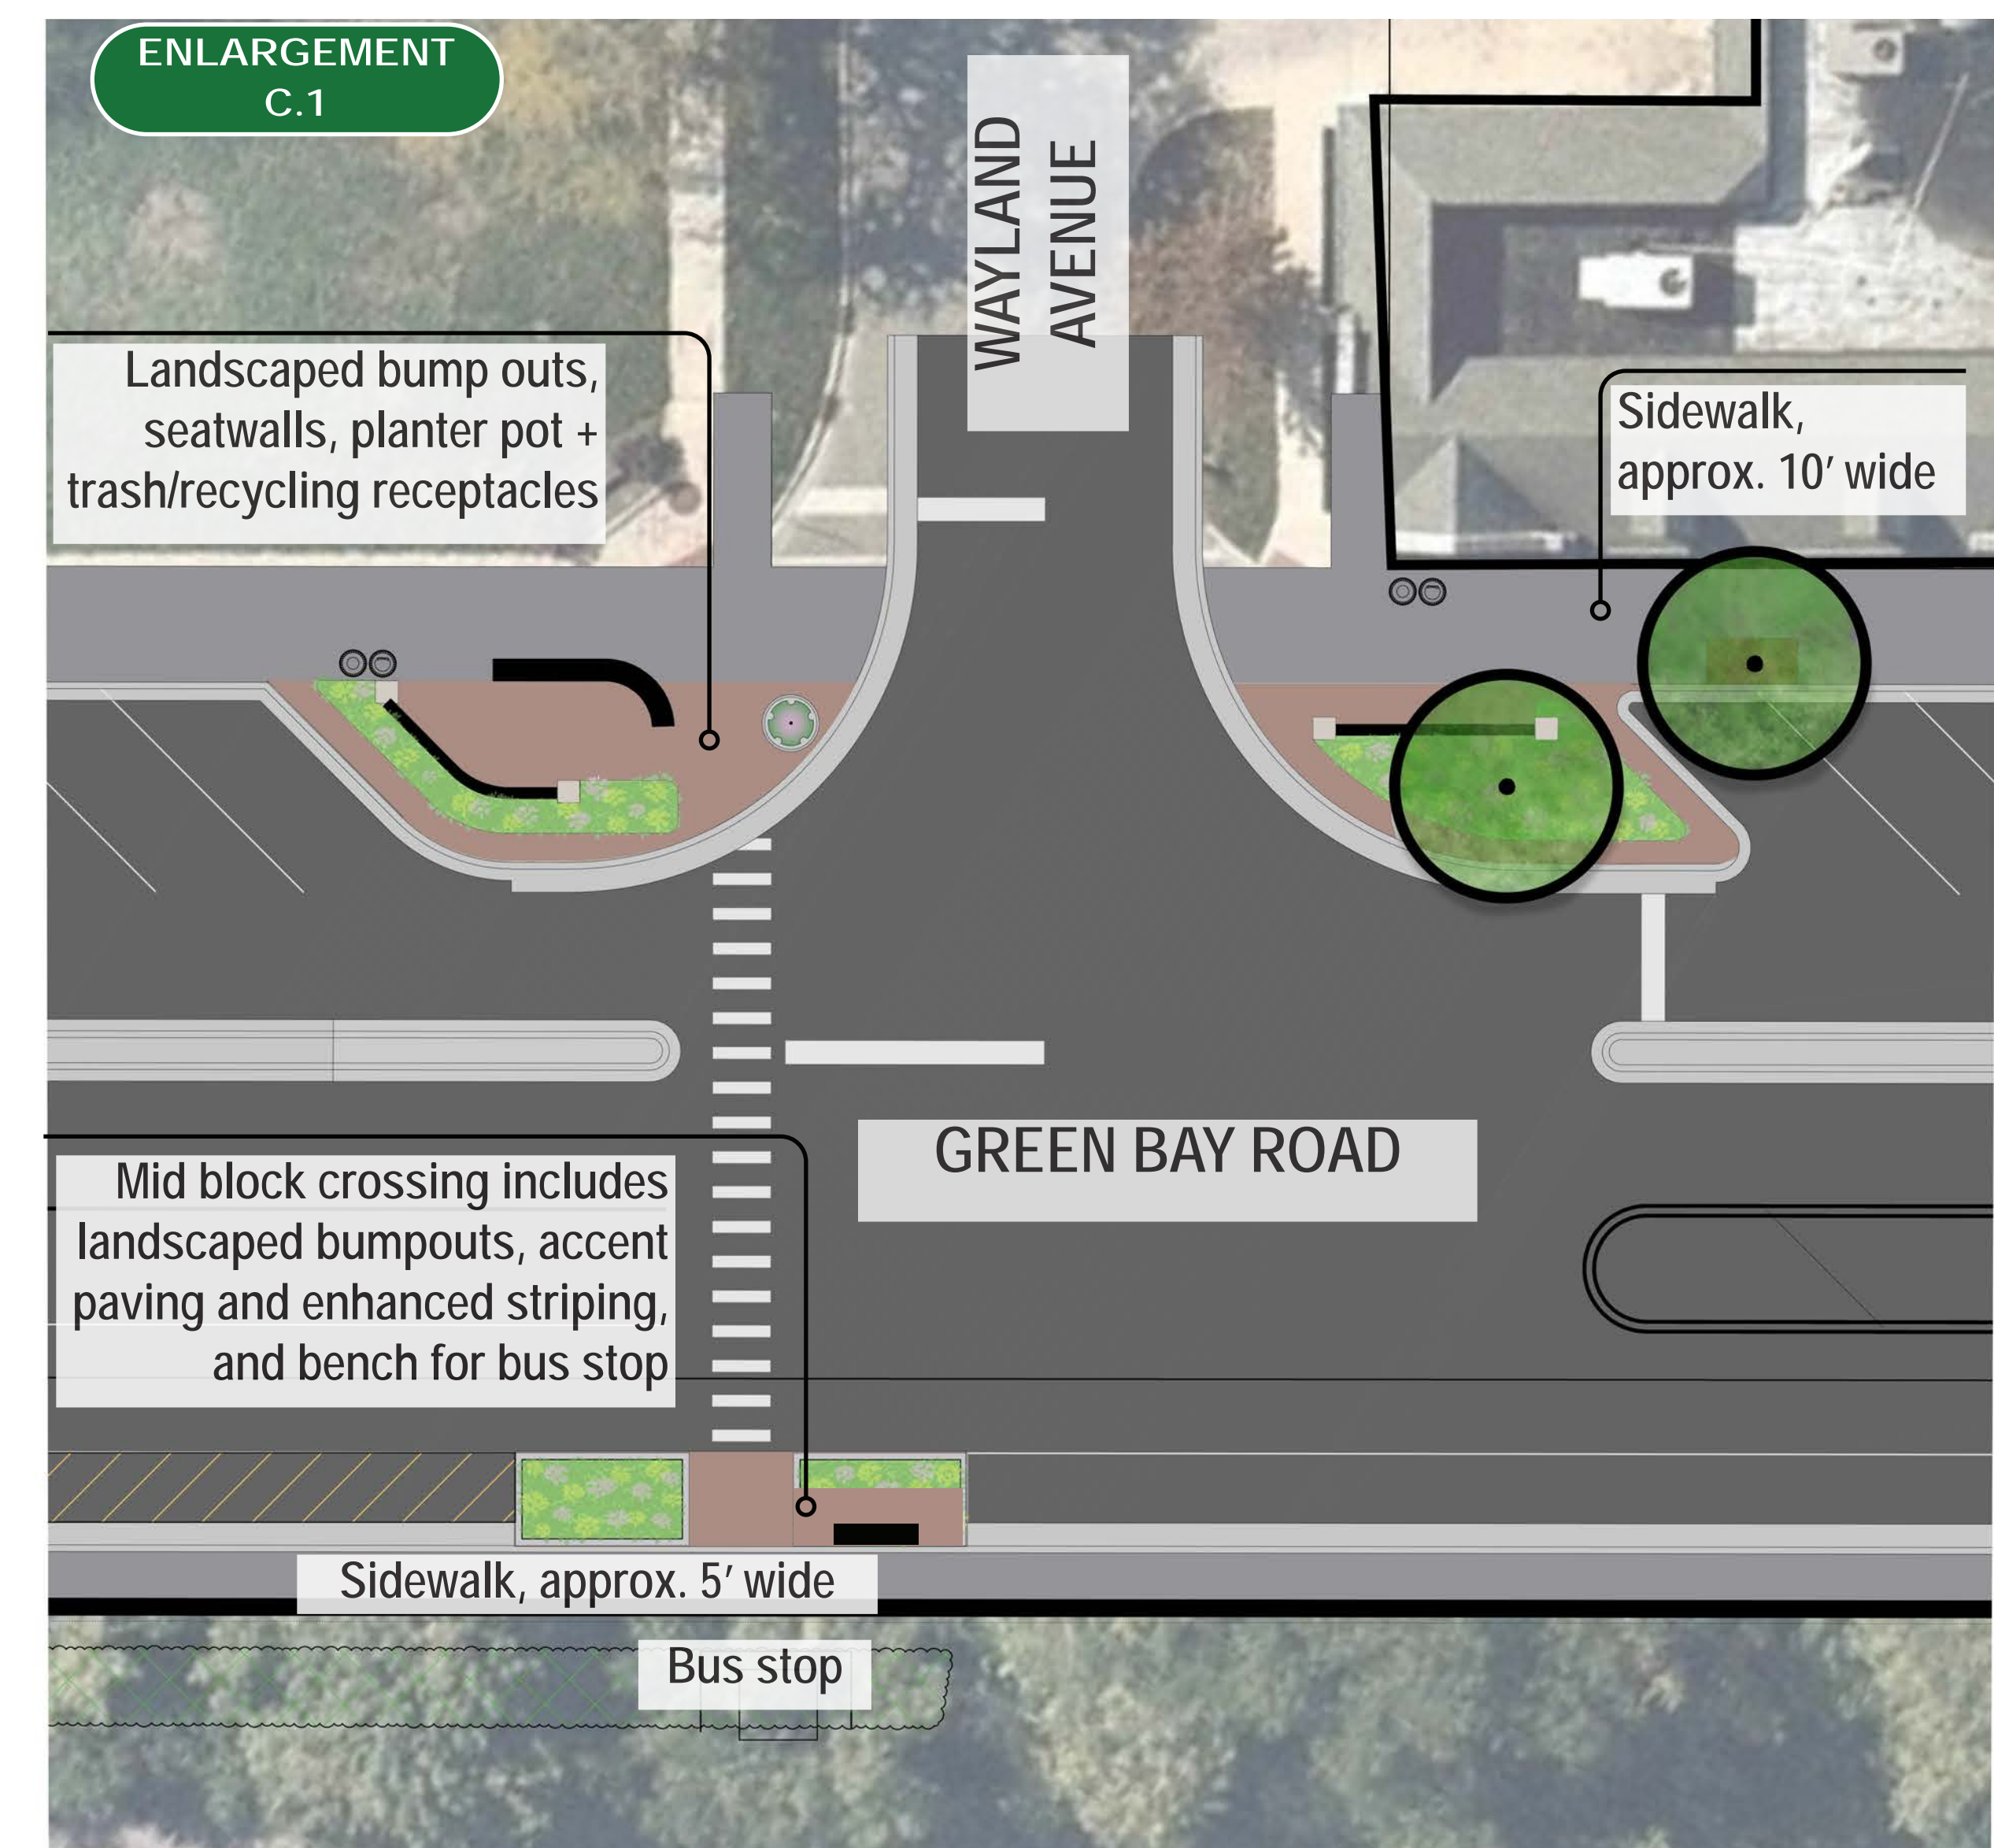 ENLARGEMENT
C.1
WAYLAND
AVENUE
Landscaped bump outs,
seatwalls, planter pot +
trash/recycling receptacles
Sidewalk,
approx. 10′ wide
GREEN BAY ROAD
Mid block crossing includes
landscaped bumpouts, accent
paving and enhanced striping,
and bench for bus stop
Sidewalk, approx. 5′ wide
Bus stop